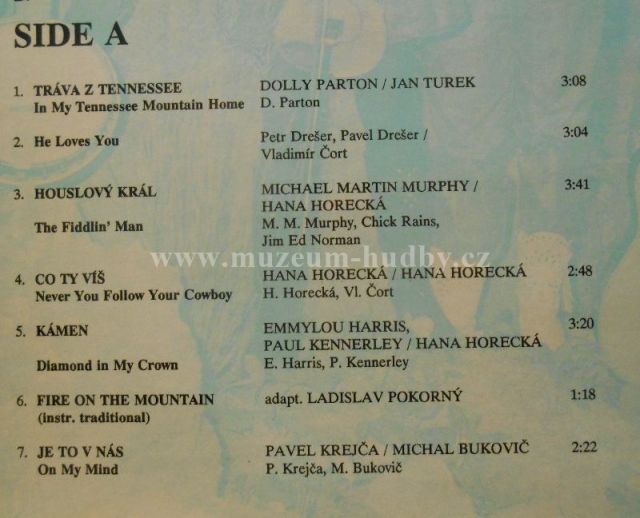 SIDE A
1. TRÁVA Z TENNESSEE DOLLY PARTON / JAN TUREK 3:08
In My Tennessee Mountain Home D. Parton
2. He Loves You Petr Drešer, Pavel Drešer / 3:04
Vladimír Čort
3. HOUSLOVÝ KRÁL MICHAEL MARTIN MURPHY / 3:41
HANA HORECKÁ
The Fiddlin' Man M. M. Murphy, Chick Rains,
Jim Ed Norman
www.muzeum-hudby.cz
4. CO TY VÍŠ HANA HORECKÁ / HANA HORECKÁ 2:48
Never You Follow Your Cowboy H. Horecká, Vl. Čort
5. KÁMEN EMMYLOU HARRIS, 3:20
PAUL KENNERLEY / HANA HORECKÁ
Diamond in My Crown E. Harris, P. Kennerley
6. FIRE ON THE MOUNTAIN adapt. LADISLAV POKORNÝ 1:18
(instr. traditional)
7. JE TO V NÁS PAVEL KREJČA / MICHAL BUKOVIČ 2:22
On My Mind P. Krejča, M. Bukovič